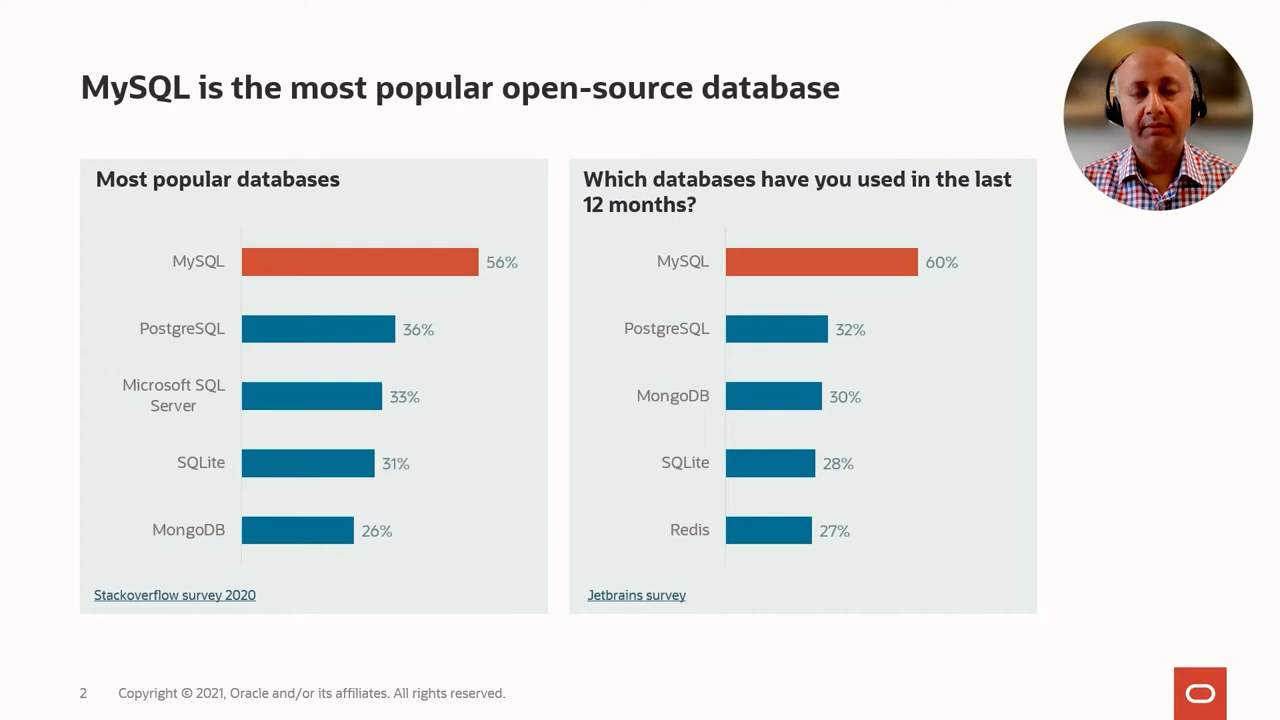 MySQL is the most popular open-source database
Most popular databases
MySQL
56%
PostgreSQL
36%
Microsoft SQL
Server
33%
SQLite
31%
MongoDB
26%
Stackoverflow survey 2020
Which databases have you used in the last
12 months?
MySQL
60%
PostgreSQL
32%
MongoDB
30%
SQLite
28%
Redis
27%
Jetbrains survey
2
Copyright © 2021, Oracle and/or its affiliates. All rights reserved.